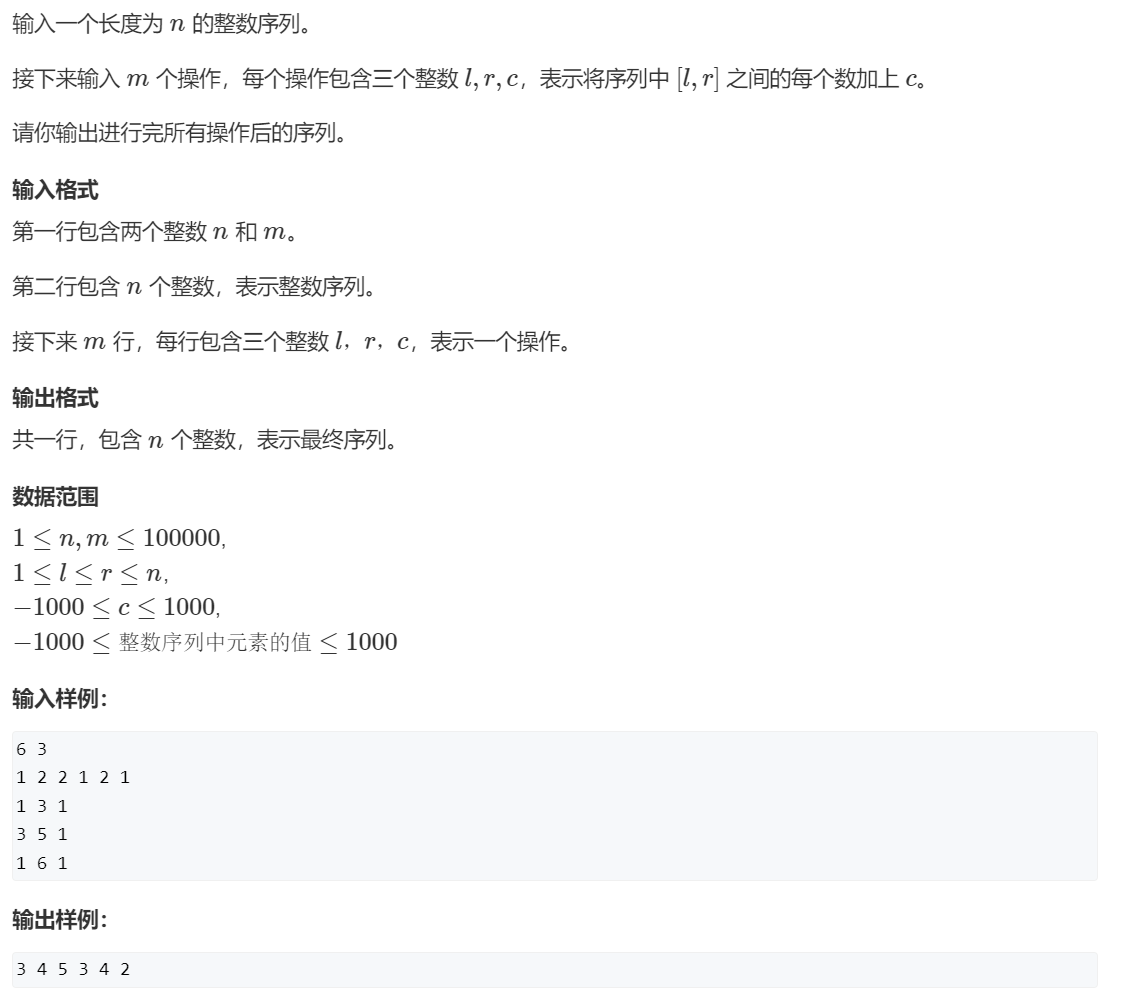 输入一个长度为 n 的整数序列。
接下来输入 m 个操作，每个操作包含三个整数 l, r, c，表示将序列中 [l, r] 之间的每个数加上 c。
请你输出进行完所有操作后的序列。
输入格式
第一行包含两个整数 n 和 m。
第二行包含 n 个整数，表示整数序列。
接下来 m 行，每行包含三个整数 l，r，c，表示一个操作。
输出格式
共一行，包含 n 个整数，表示最终序列。
数据范围
1 ≤ n, m ≤ 100000,
1 ≤ l ≤ r ≤ n,
−1000 ≤ c ≤ 1000,
−1000 ≤ 整数序列中元素的值 ≤ 1000
输入样例：
6 3
1 2 2 1 2 1
1 3 1
3 5 1
1 6 1
输出样例：
3 4 5 3 4 2